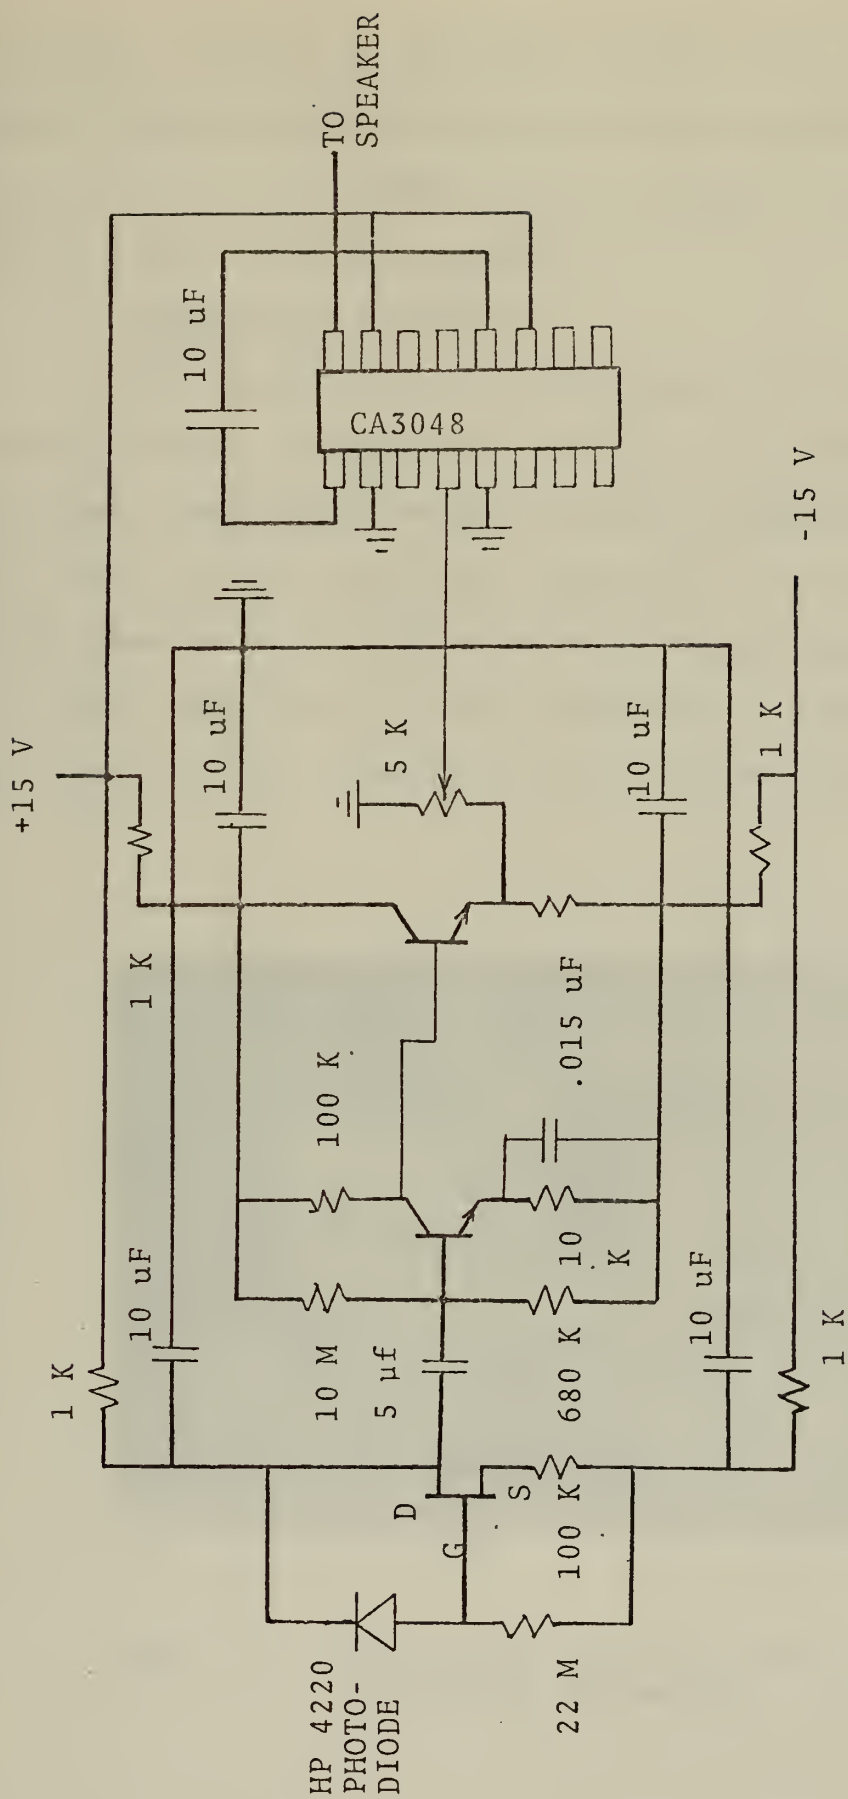 +15 V
1 K
10 uF
1 K
10 uF
10 uF
HP 4220
PHOTO-
DIODE
10 M
100 K
TO
SPEAKER
5 µf
5 K
CA3048
D
G
S
22 M
100 K
680 K
10
K
.015 uF
10 uF
10 uF
1 K
-15 V
1 K